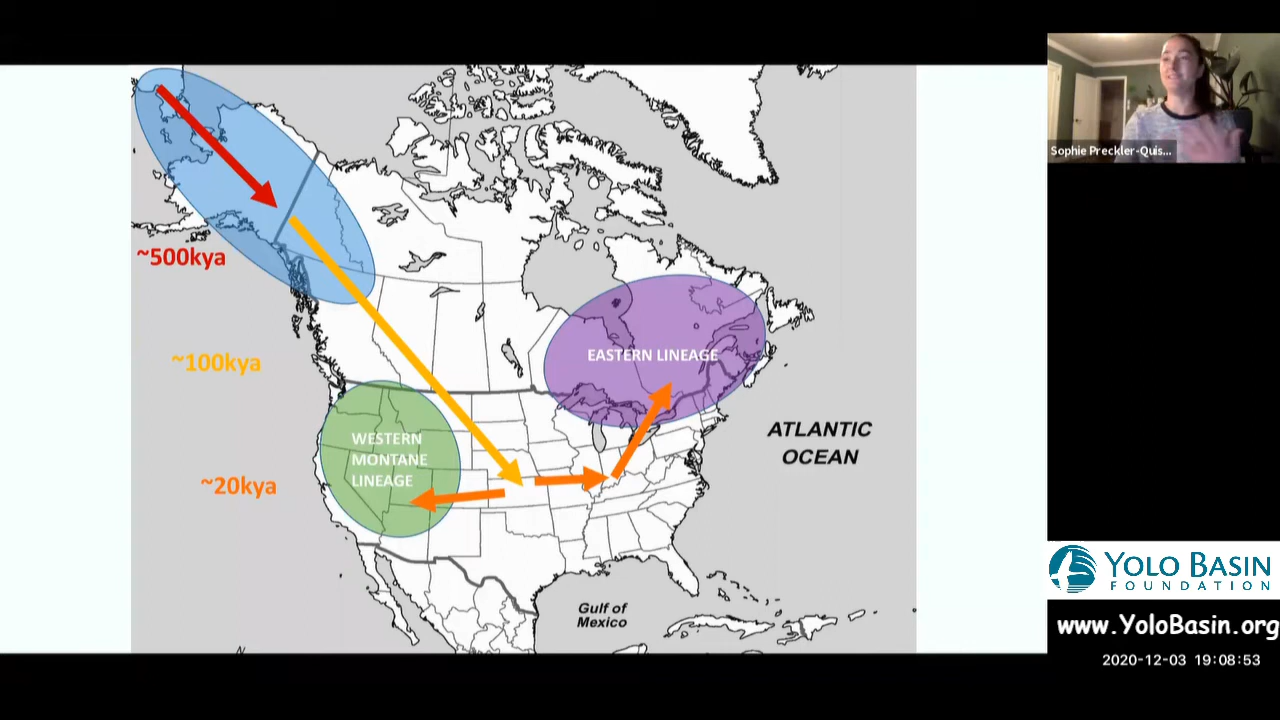 ~500kya
~100kya
~20kya
WESTERN
MONTANE
LINEAGE
EASTERN LINEAGE
ATLANTIC
OCEAN
Gulf of
Mexico
N
Sophie Preckler-Quis...
YOLO BASIN
FOUNDATION
www.YoloBasin.org
2020-12-03 19:08:53